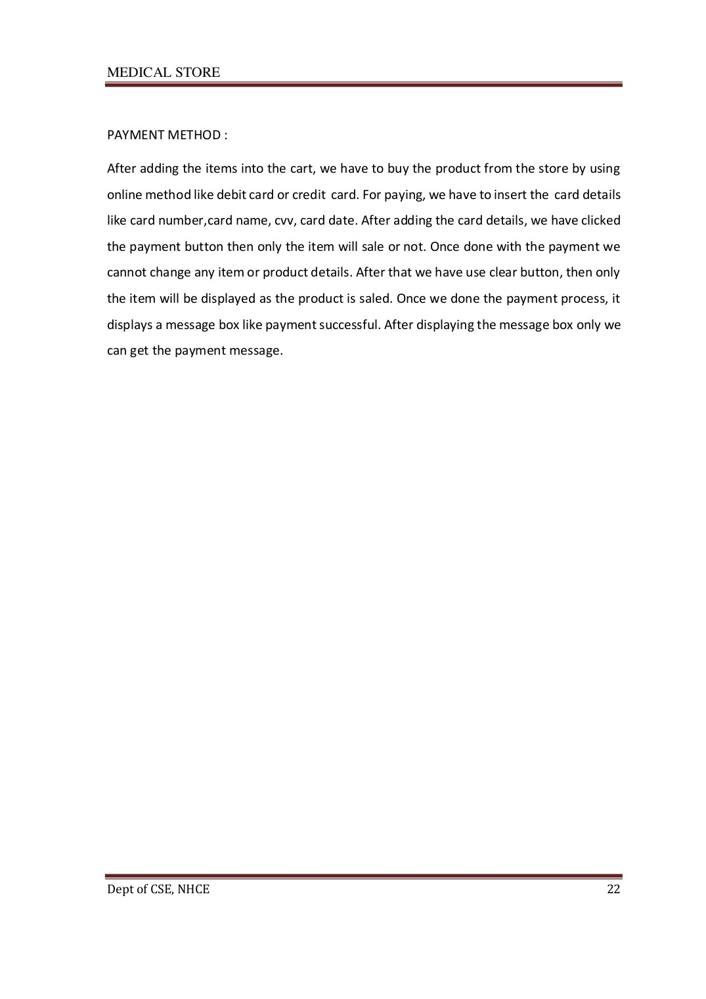 MEDICAL STORE
PAYMENT METHOD :
After adding the items into the cart, we have to buy the product from the store by using
online method like debit card or credit card. For paying, we have to insert the card details
like card number,card name, cvv, card date. After adding the card details, we have clicked
the payment button then only the item will sale or not. Once done with the payment we
cannot change any item or product details. After that we have use clear button, then only
the item will be displayed as the product is saled. Once we done the payment process, it
displays a message box like payment successful. After displaying the message box only we
can get the payment message.
Dept of CSE, NHCE 22